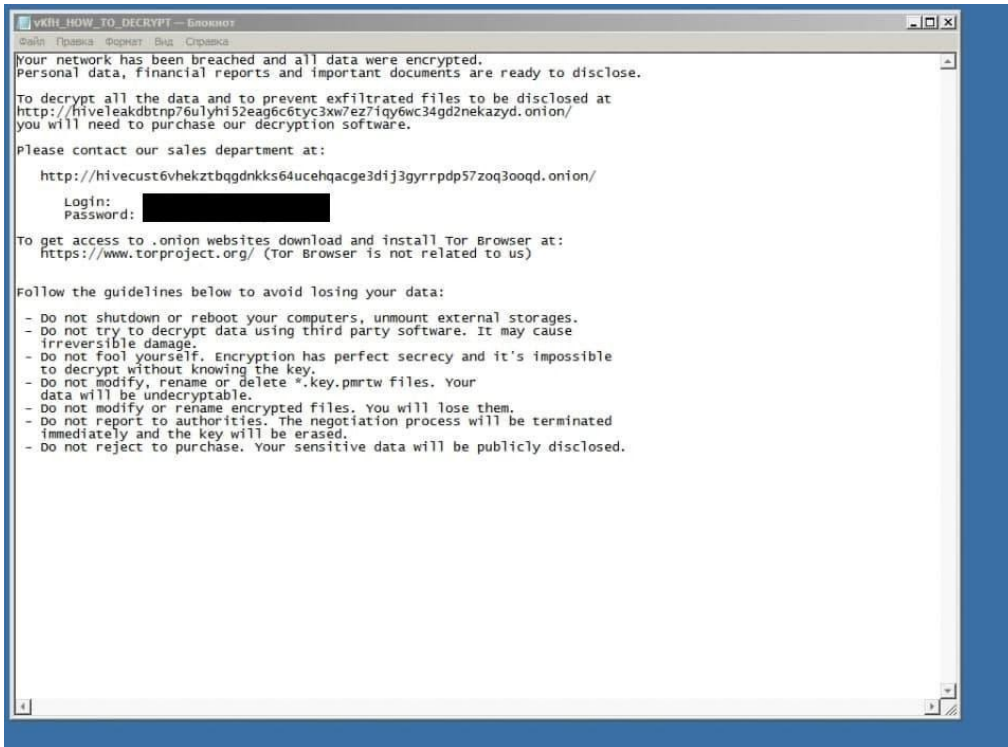 vKfH_HOW_TO_DECRYPT — Блокнот
Файл Правка Формат Вид Справка
Your network has been breached and all data were encrypted.
Personal data, financial reports and important documents are ready to disclose.
To decrypt all the data and to prevent exfiltrated files to be disclosed at
http://hiveleakdbtnp76ulyhi52eag6c6tyc3xw7ez7iqy6wc34gd2nekazyd.onion/
you will need to purchase our decryption software.
Please contact our sales department at:
http://hivecust6vhekztbqgdnkks64ucehqacge3dij3gyrrpdp57zoq3ooqd.onion/
Login:
Password:
To get access to .onion websites download and install Tor Browser at:
https://www.torproject.org/ (Tor Browser is not related to us)
Follow the guidelines below to avoid losing your data:
- Do not shutdown or reboot your computers, unmount external storages.
- Do not try to decrypt data using third party software. It may cause
irreversible damage.
- Do not fool yourself. Encryption has perfect secrecy and it's impossible
to decrypt without knowing the key.
- Do not modify, rename or delete *.key.pmrtw files. Your
data will be undecryptable.
- Do not modify or rename encrypted files. You will lose them.
- Do not report to authorities. The negotiation process will be terminated
immediately and the key will be erased.
- Do not reject to purchase. Your sensitive data will be publicly disclosed.